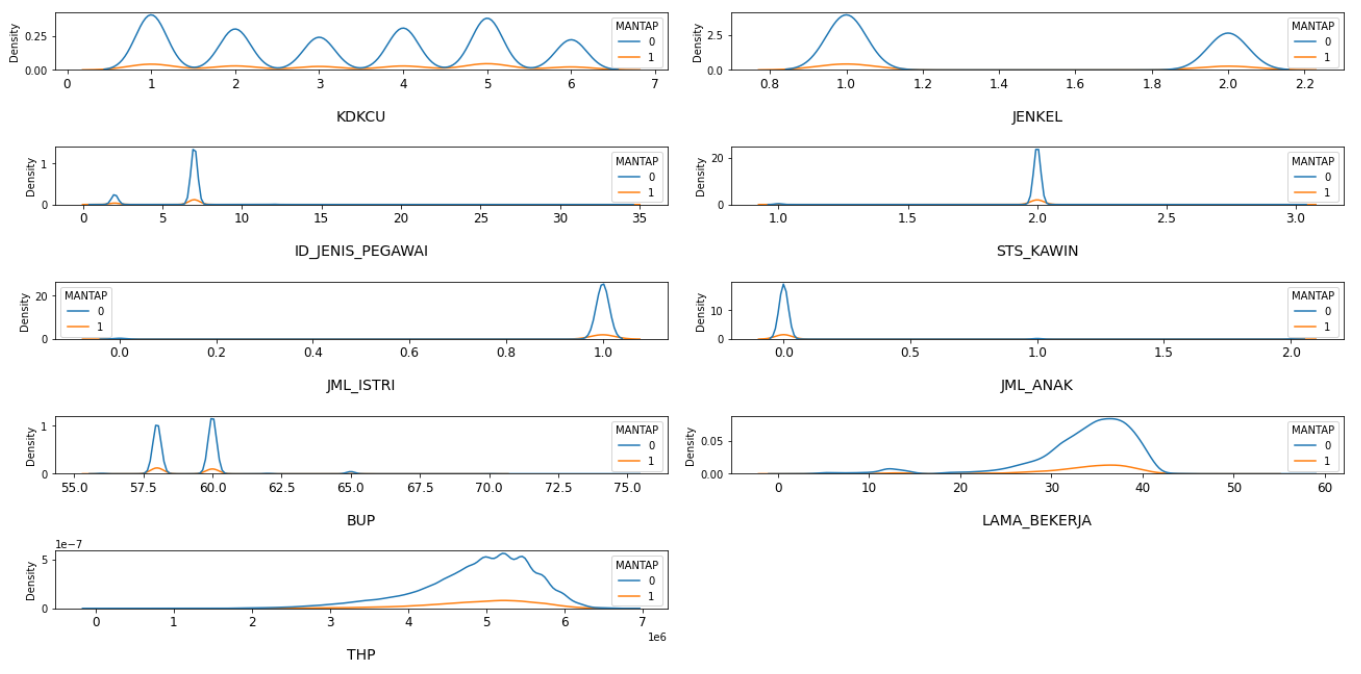 Density
0.25
0.00
MANTAP
0
1
0 1 2 3 4 5 6 7
KDKCU
Density
2.5
0.0
MANTAP
0
1
0.8 1.0 1.2 1.4 1.6 1.8 2.0 2.2
JENKEL
Density
1
0
MANTAP
0
1
0 5 10 15 20 25 30 35
ID_JENIS_PEGAWAI
Density
20
0
MANTAP
0
1
1.0 1.5 2.0 2.5 3.0
STS_KAWIN
Density
20
0
MANTAP
0
1
0.0 0.2 0.4 0.6 0.8 1.0
JML_ISTRI
Density
10
0
MANTAP
0
1
0.0 0.5 1.0 1.5 2.0
JML_ANAK
Density
1
0
MANTAP
0
1
55.0 57.5 60.0 62.5 65.0 67.5 70.0 72.5 75.0
BUP
Density
0.05
0.00
MANTAP
0
1
0 10 20 30 40 50 60
LAMA_BEKERJA
1e-7
Density
5
0
MANTAP
0
1
0 1 2 3 4 5 6 7
1e6
THP